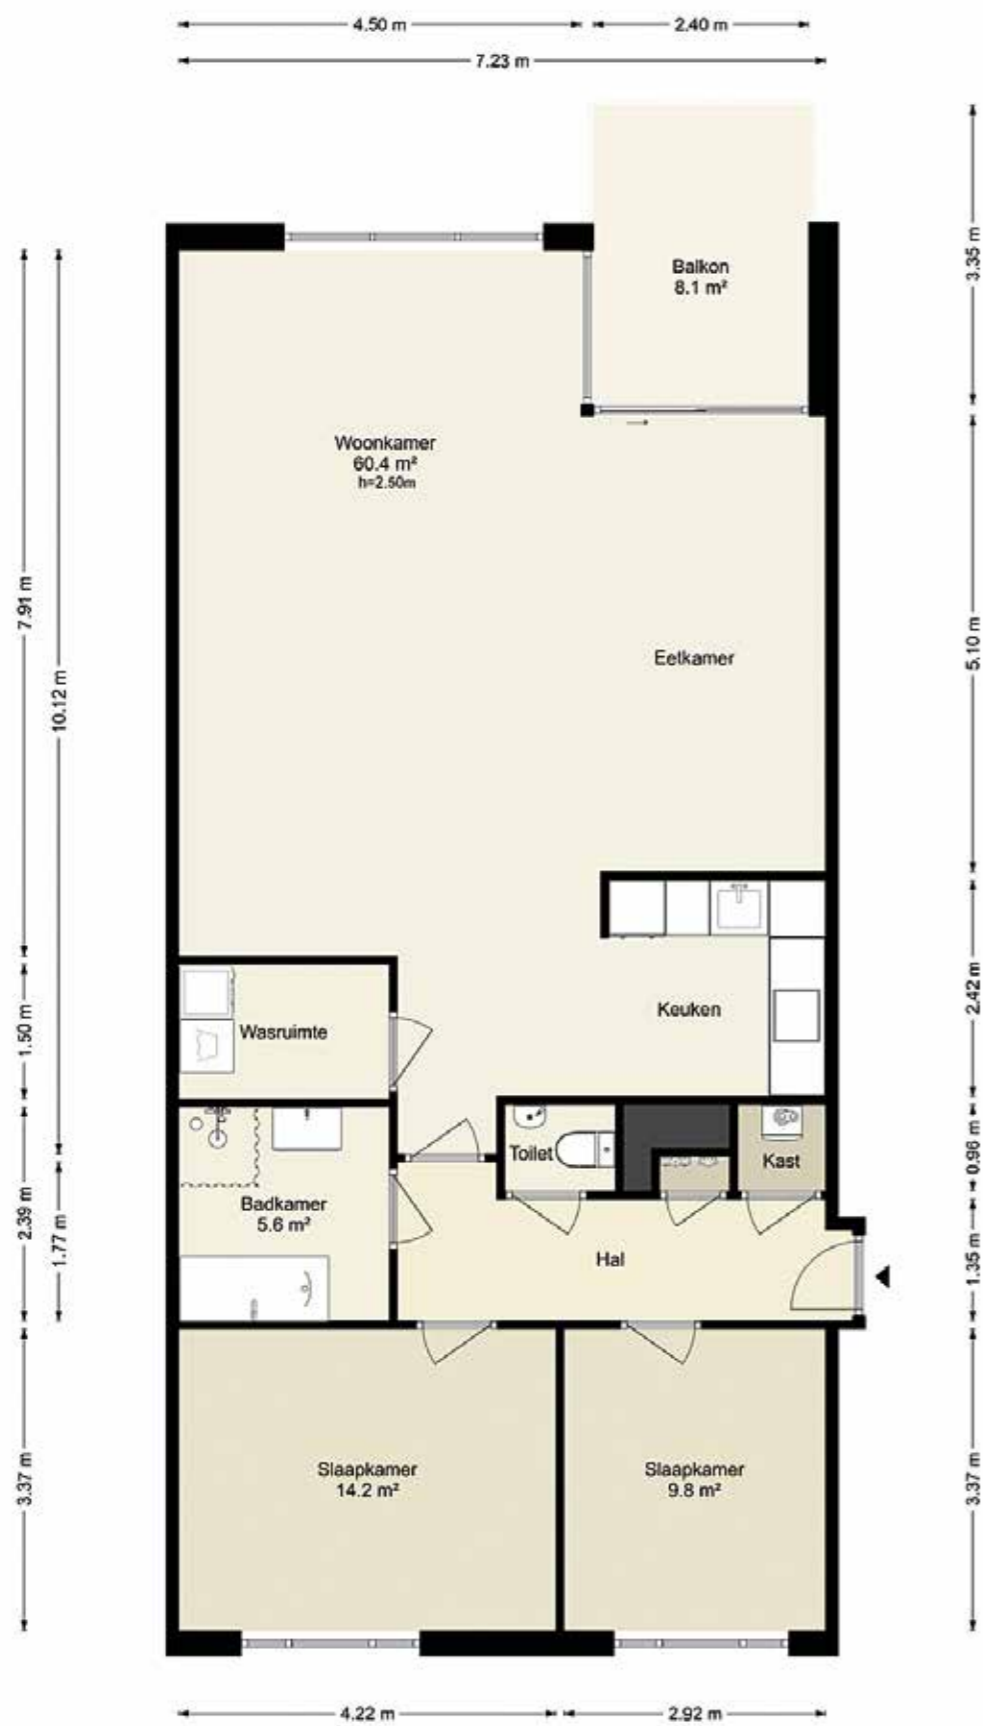 4.50 m
2.40 m
7.23 m
3.35 m
Balkon
8.1 m²
Woonkamer
60.4 m²
h=2.50m
7.91 m
10.12 m
5.10 m
Eetkamer
Keuken
2.42 m
Wasruimte
1.50 m
Toilet
Kast
0.96 m
Badkamer
5.6 m²
2.39 m
1.77 m
Hal
1.35 m
Slaapkamer
14.2 m²
Slaapkamer
9.8 m²
3.37 m
3.37 m
4.22 m
2.92 m